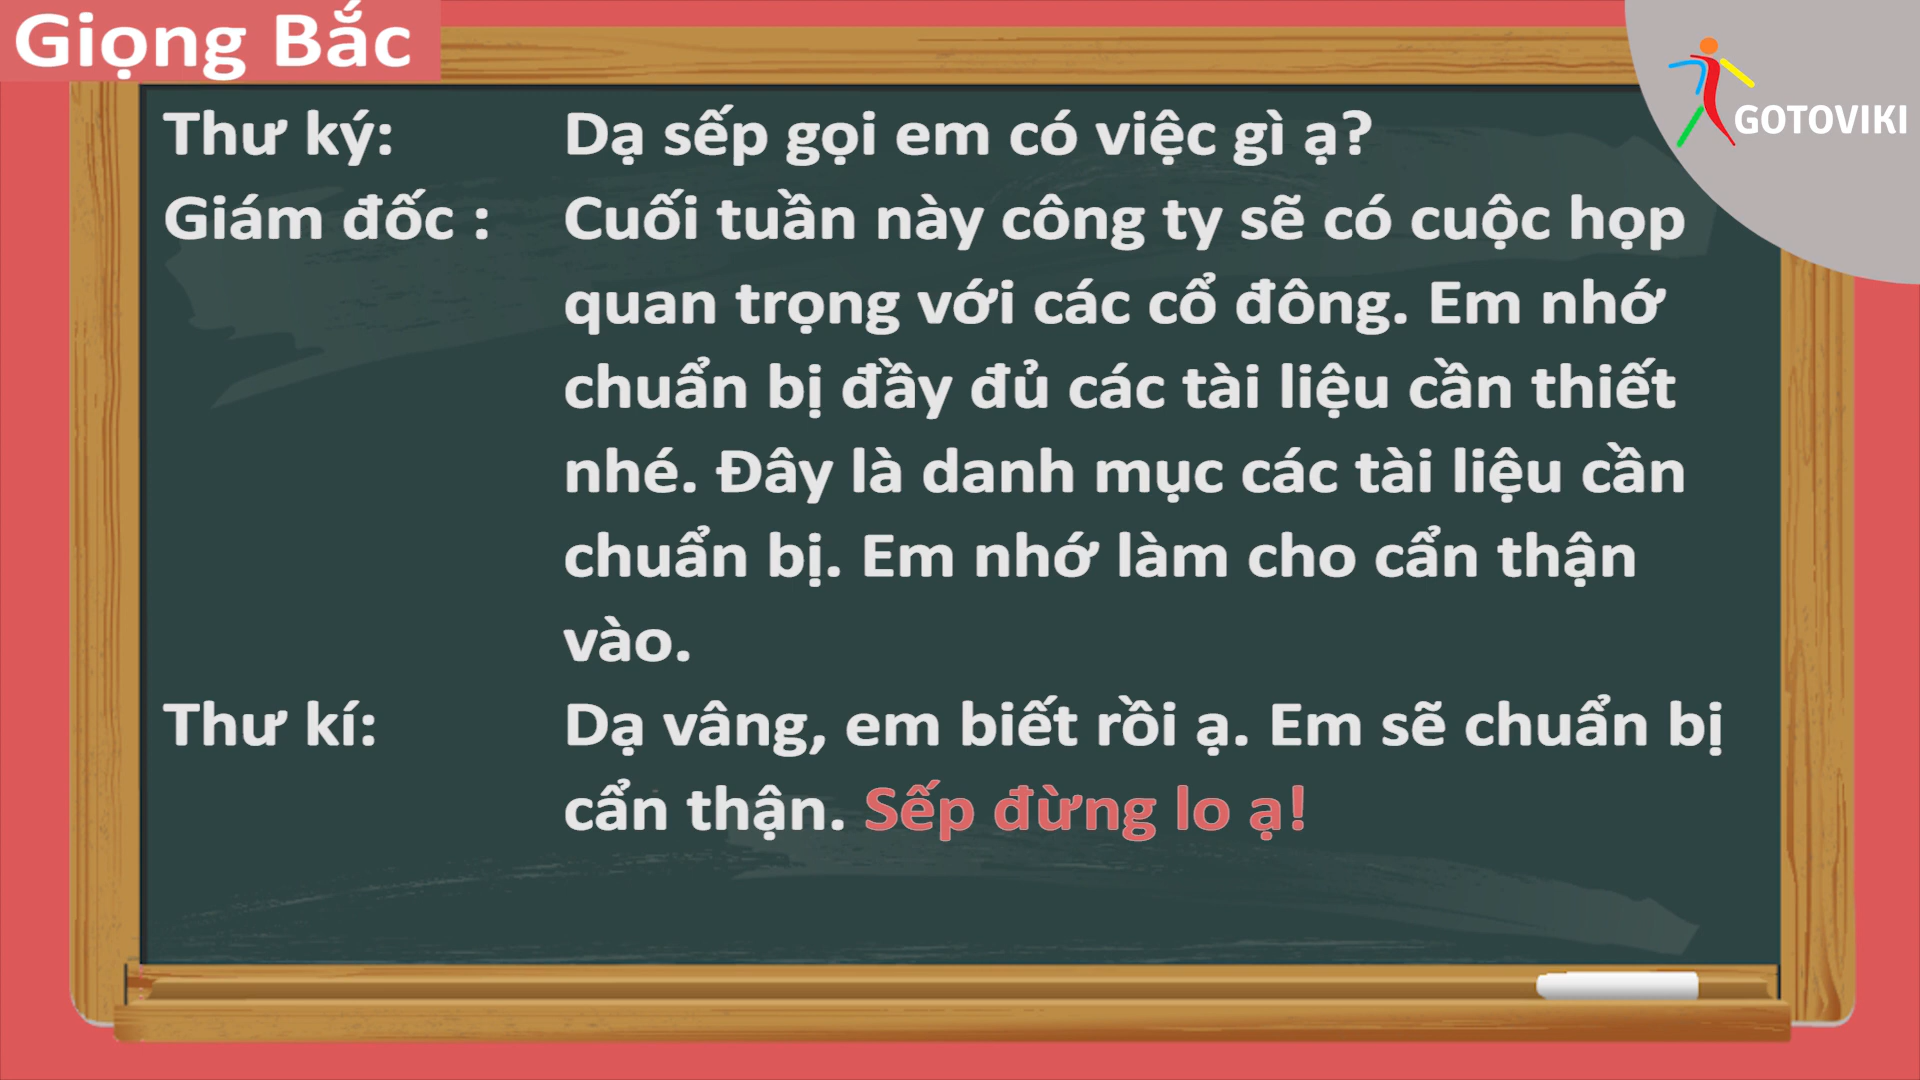 Giọng Bắc
GOTOVIKI
Thư ký: Dạ sếp gọi em có việc gì ạ?
Giám đốc : Cuối tuần này công ty sẽ có cuộc họp
quan trọng với các cổ đông. Em nhớ
chuẩn bị đầy đủ các tài liệu cần thiết
nhé. Đây là danh mục các tài liệu cần
chuẩn bị. Em nhớ làm cho cẩn thận
vào.
Thư kí: Dạ vâng, em biết rồi ạ. Em sẽ chuẩn bị
cẩn thận. Sếp đừng lo ạ!